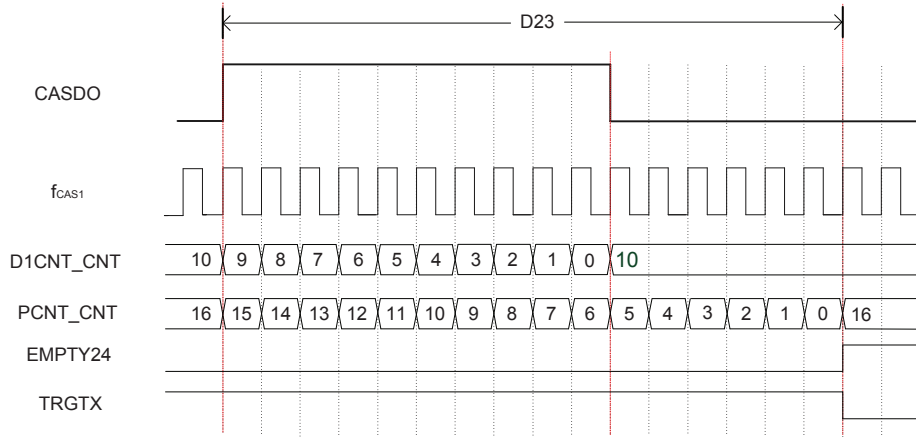 D23
CASDO
fCAS1
D1CNT_CNT 10 9 8 7 6 5 4 3 2 1 0 10
PCNT_CNT 16 15 14 13 12 11 10 9 8 7 6 5 4 3 2 1 0 16
EMPTY24
TRGTX